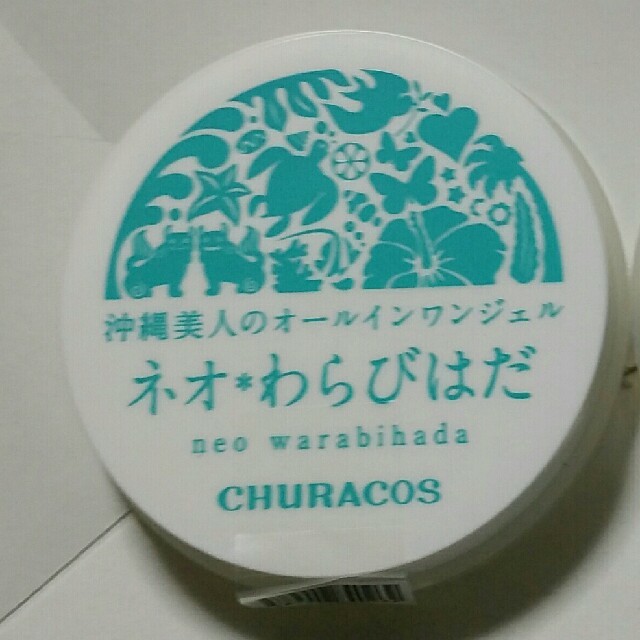 沖縄美人のオールインワンジェル
ネオ*わらびはだ
neo warabihada
CHURACOS